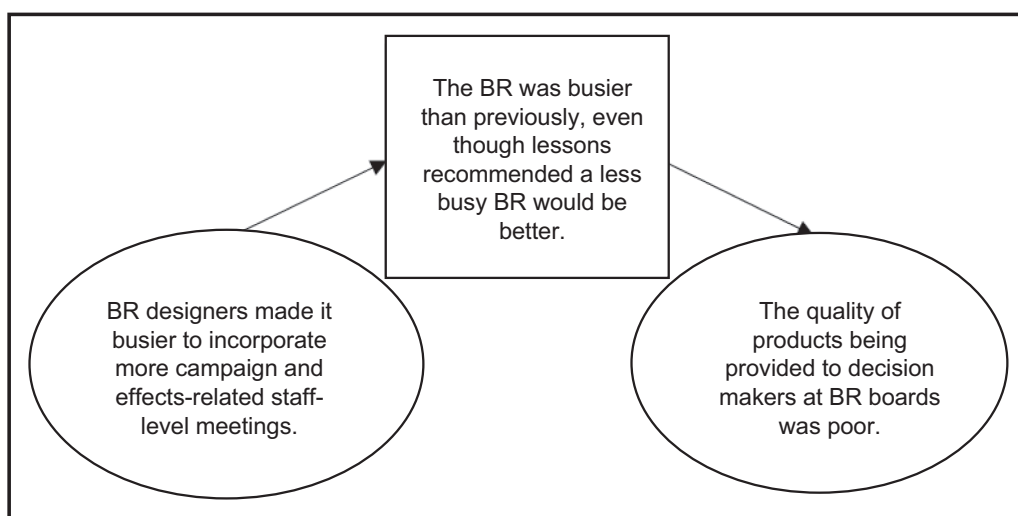 The BR was busier
than previously, even
though lessons
recommended a less
busy BR would be
better.
BR designers made it
busier to incorporate
more campaign and
effects-related staff-
level meetings.
The quality of
products being
provided to decision
makers at BR boards
was poor.